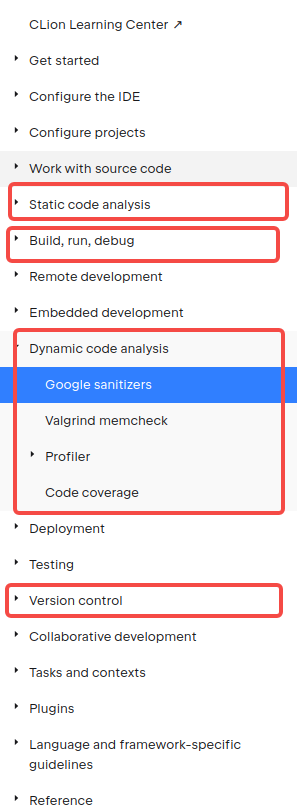 CLion Learning Center ↗
Get started
Configure the IDE
Configure projects
Work with source code
Static code analysis
Build, run, debug
Remote development
Embedded development
Dynamic code analysis
Google sanitizers
Valgrind memcheck
Profiler
Code coverage
Deployment
Testing
Version control
Collaborative development
Tasks and contexts
Plugins
Language and framework-specific
guidelines
Reference